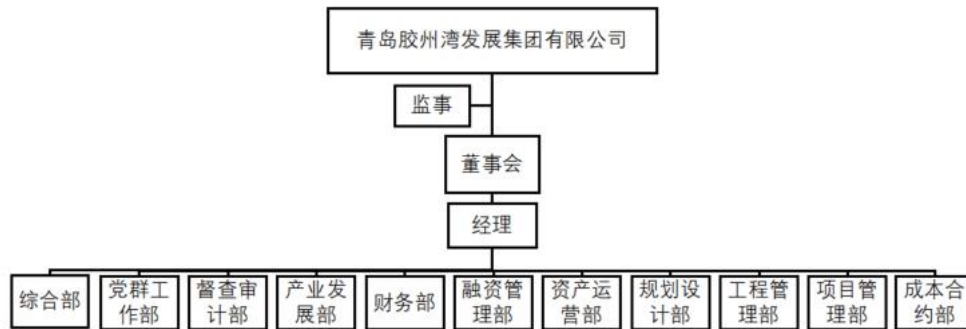 青岛胶州湾发展集团有限公司
监事
董事会
经理
综合部
党群工
作部
督查审
计部
产业发
展部
财务部
融资管
理部
资产运
营部
规划设
计部
工程管
理部
项目管
理部
成本合
约部